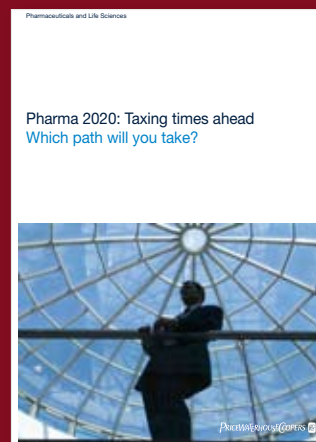 Pharmaceuticals and Life Sciences
Pharma 2020: Taxing times ahead
Which path will you take?
PRICEWATERHOUSECOOPERS